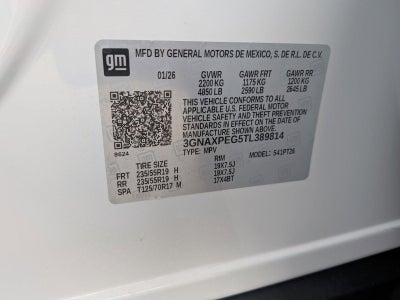 gm MFD BY GENERAL MOTORS DE MEXICO, S. DE R.L. DE C.V.
01/26 GVWR GAWR FRT GAWR RR
2200 KG 1175 KG 1200 KG
4850 LB 2590 LB 2645 LB
THIS VEHICLE CONFORMS TO ALL
APPLICABLE U.S. FEDERAL MOTOR
VEHICLE SAFETY AND THEFT PREVENTION
STANDARDS IN EFFECT ON THE DATE
OF MANUFACTURE SHOWN ABOVE.
3GNAXPEG5TL389814
8624 TYPE: MPV MODEL: 541PT26
TIRE SIZE RIM
FRT 235/55R19 H 19X7.5J
RR 235/55R19 H 19X7.5J
SPA T125/70R17 M 17X4BT